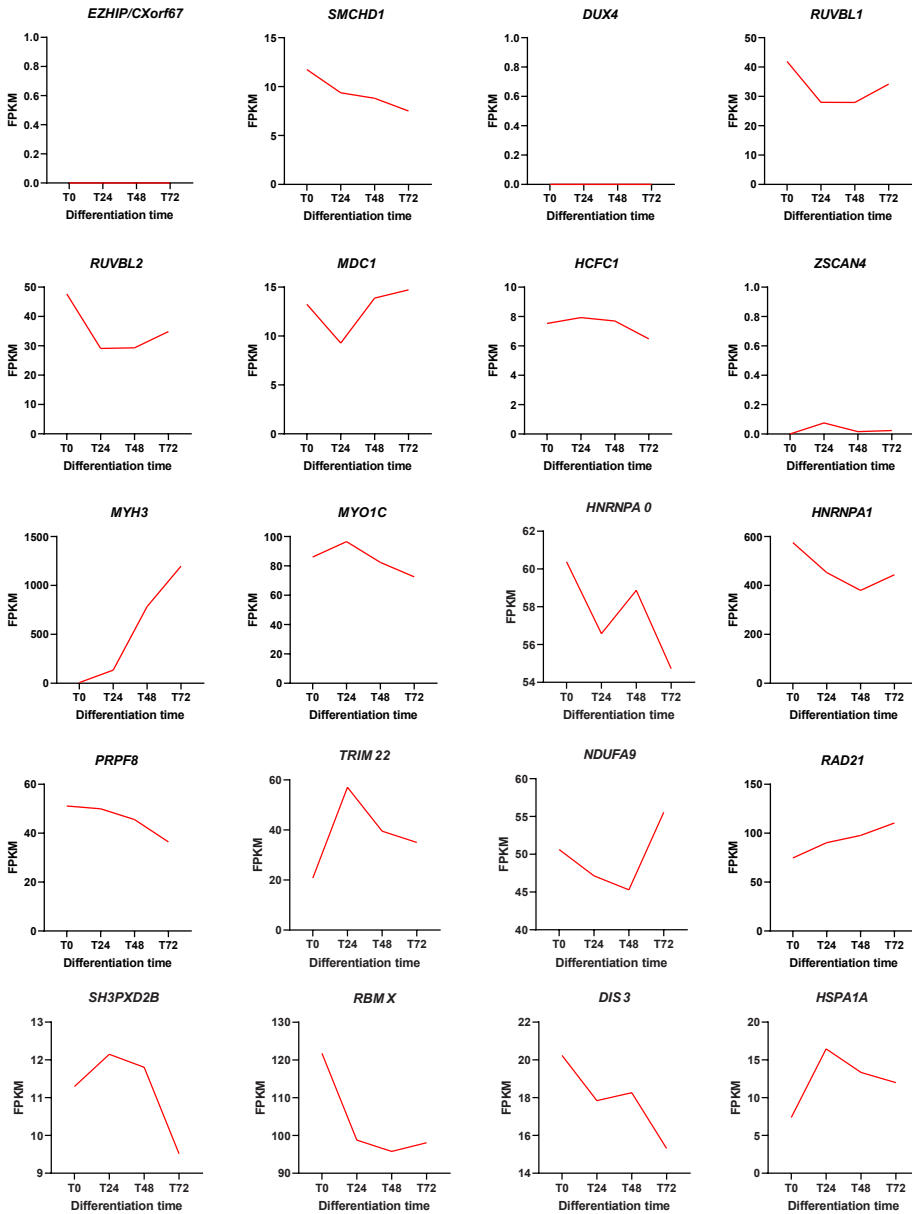 EZHIP/CXorf67
SMCHD1
DUX4
RUVBL1
FPKM
1.0
0.8
0.6
0.4
0.2
0.0
T0 T24 T48 T72
Differentiation time
FPKM
15
10
5
0
T0 T24 T48 T72
Differentiation time
FPKM
1.0
0.8
0.6
0.4
0.2
0.0
T0 T24 T48 T72
Differentiation time
FPKM
50
40
30
20
10
0
T0 T24 T48 T72
Differentiation time
RUVBL2
MDC1
HCFC1
ZSCAN4
FPKM
50
40
30
20
10
0
T0 T24 T48 T72
Differentiation time
FPKM
15
10
5
0
T0 T24 T48 T72
Differentiation time
FPKM
10
8
6
4
2
0
T0 T24 T48 T72
Differentiation time
FPKM
1.0
0.8
0.6
0.4
0.2
0.0
T0 T24 T48 T72
Differentiation time
MYH3
MYO1C
HNRNPA 0
HNRNPA1
FPKM
1500
1000
500
0
T0 T24 T48 T72
Differentiation time
FPKM
100
80
60
40
20
0
T0 T24 T48 T72
Differentiation time
FPKM
62
60
58
56
54
T0 T24 T48 T72
Differentiation time
FPKM
600
400
200
0
T0 T24 T48 T72
Differentiation time
PRPF8
TRIM 22
NDUFA9
RAD21
FPKM
60
40
20
0
T0 T24 T48 T72
Differentiation time
FPKM
60
40
20
0
T0 T24 T48 T72
Differentiation time
FPKM
60
55
50
45
40
T0 T24 T48 T72
Differentiation time
FPKM
150
100
50
0
T0 T24 T48 T72
Differentiation time
SH3PXD2B
RBM X
DIS 3
HSPA1A
FPKM
13
12
11
10
9
T0 T24 T48 T72
Differentiation time
FPKM
130
120
110
100
90
T0 T24 T48 T72
Differentiation time
FPKM
22
20
18
16
14
T0 T24 T48 T72
Differentiation time
FPKM
20
15
10
5
0
T0 T24 T48 T72
Differentiation time